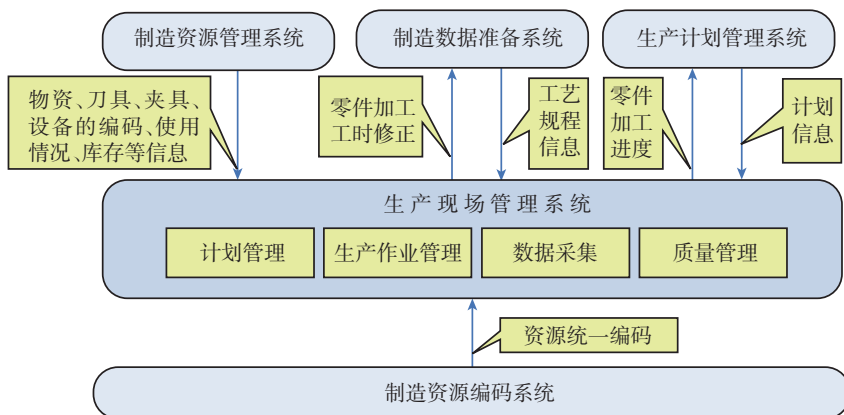 制造资源管理系统
制造数据准备系统
生产计划管理系统
物资、刀具、夹具、
设备的编码、使用
情况、库存等信息
零件加工
工时修正
工艺
规程
信息
零件
加工
进度
计划
信息
生产现场管理系统
计划管理
生产作业管理
数据采集
质量管理
资源统一编码
制造资源编码系统